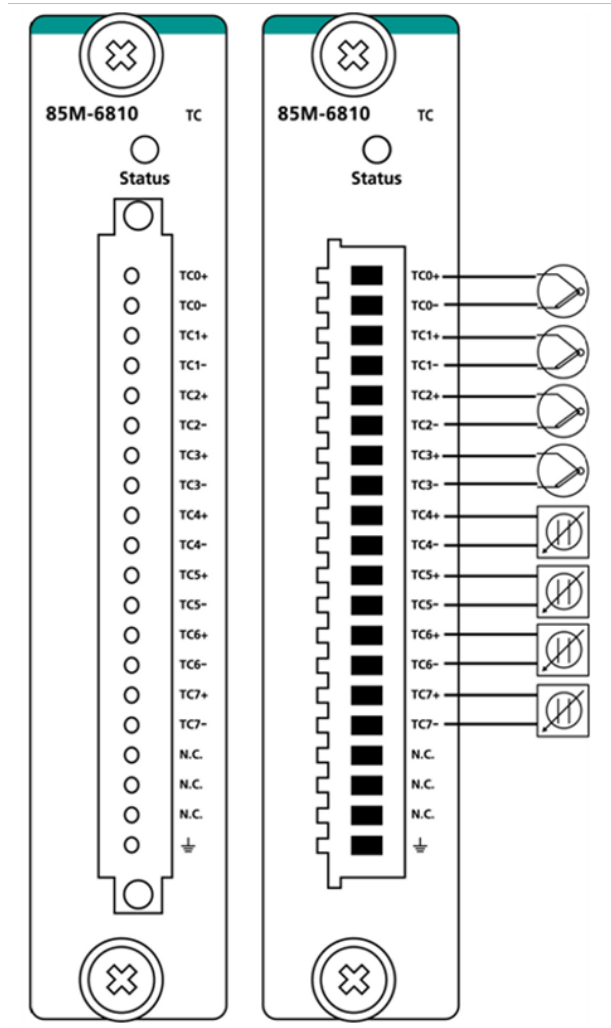 85M-6810 TC
Status
TC0+
TC0-
TC1+
TC1-
TC2+
TC2-
TC3+
TC3-
TC4+
TC4-
TC5+
TC5-
TC6+
TC6-
TC7+
TC7-
N.C.
N.C.
N.C.
85M-6810 TC
Status
TC0+
TC0-
TC1+
TC1-
TC2+
TC2-
TC3+
TC3-
TC4+
TC4-
TC5+
TC5-
TC6+
TC6-
TC7+
TC7-
N.C.
N.C.
N.C.